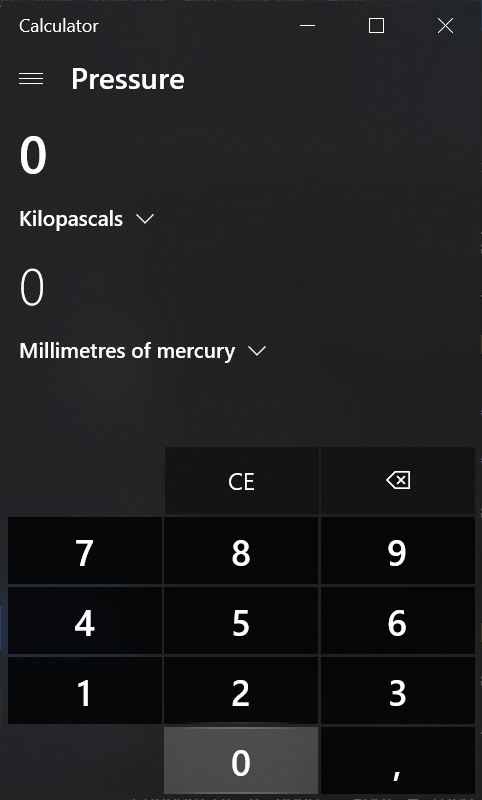 Calculator
Pressure
0
Kilopascals
0
Millimetres of mercury
CE
7 8 9
4 5 6
1 2 3
0 ,